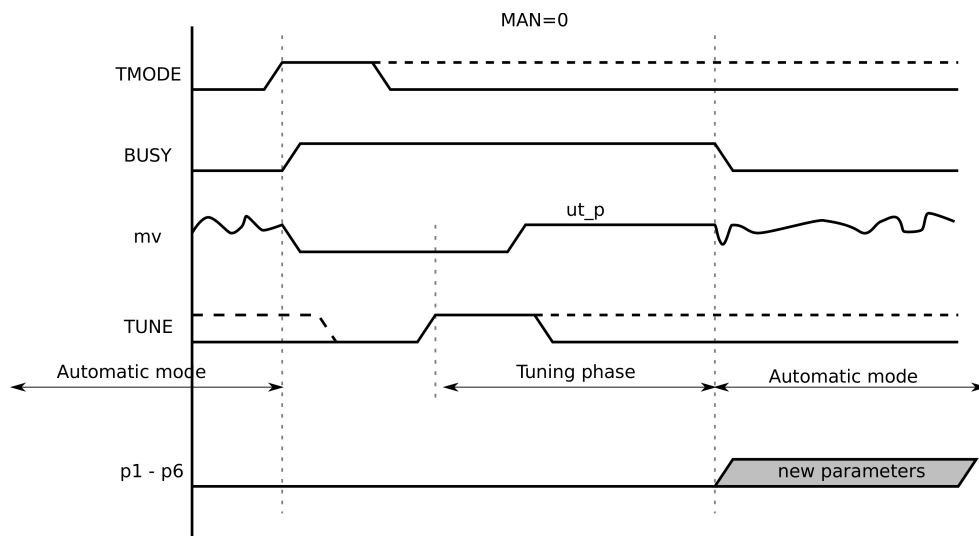 MAN=0
TMODE
BUSY
ut_p
mv
TUNE
Automatic mode
Tuning phase
Automatic mode
p1 - p6
new parameters